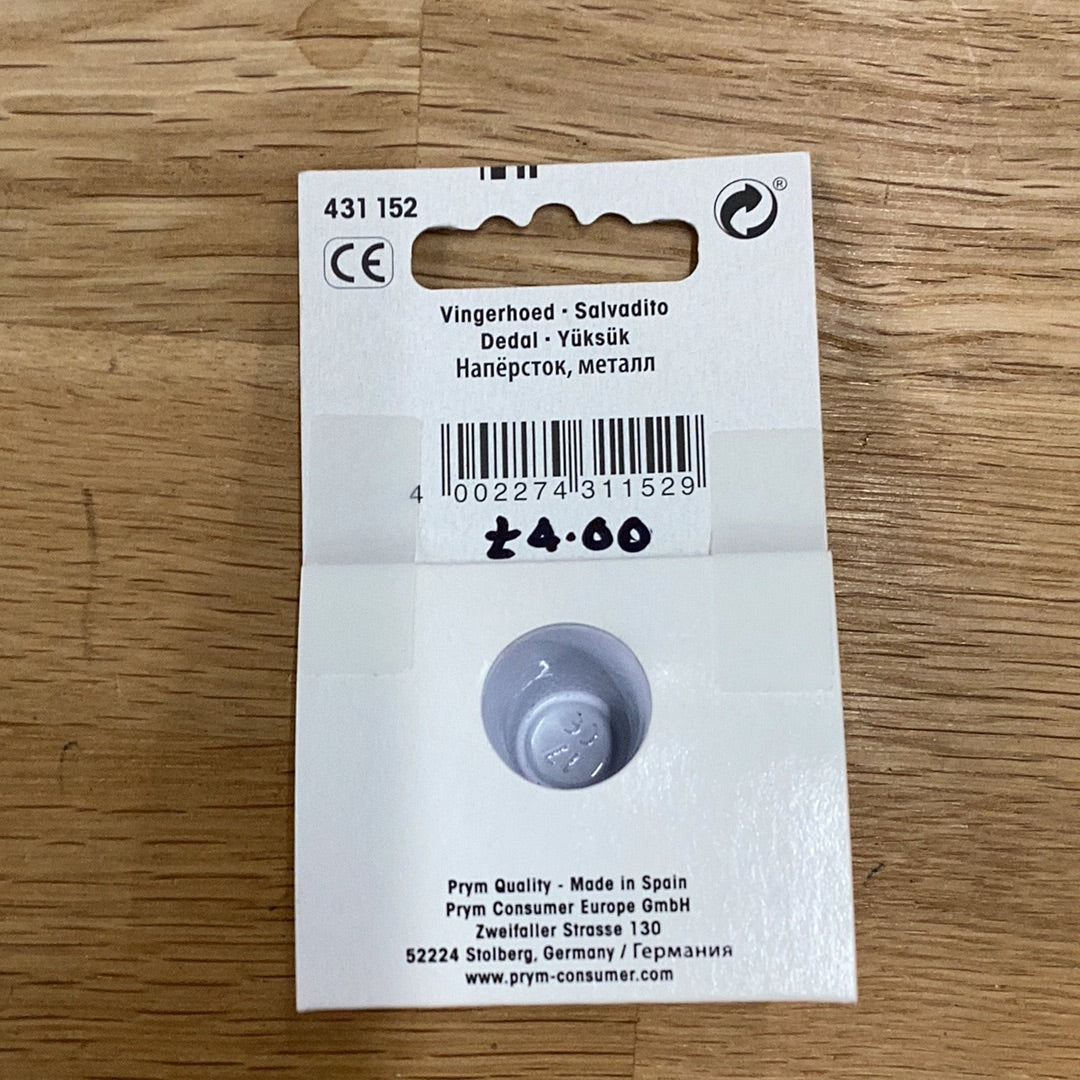 431 152
CE
®
Vingerhoed · Salvadito
Dedal · Yüksük
Напёрсток, металл
4 002274 311529
£4.00
Prym Quality - Made in Spain
Prym Consumer Europe GmbH
Zweifaller Strasse 130
52224 Stolberg, Germany / Германия
www.prym-consumer.com